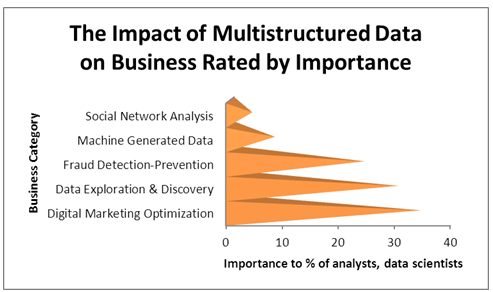 The Impact of Multistructured Data
on Business Rated by Importance
Business Category
Social Network Analysis
Machine Generated Data
Fraud Detection-Prevention
Data Exploration & Discovery
Digital Marketing Optimization
0 10 20 30 40
Importance to % of analysts, data scientists